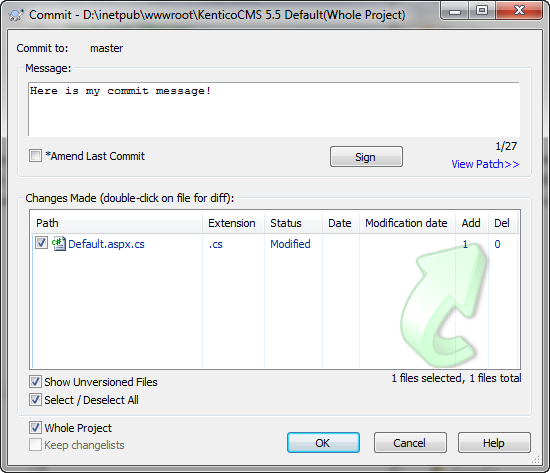 Commit - D:\inetpub\wwwroot\KenticoCMS 5.5 Default(Whole Project)
Commit to: master
Message:
Here is my commit message!
*Amend Last Commit
Sign
1/27
View Patch>>
Changes Made (double-click on file for diff):
Path Extension Status Date Modification date Add Del
Default.aspx.cs .cs Modified 1 0
Show Unversioned Files
1 files selected, 1 files total
Select / Deselect All
Whole Project
Keep changelists
OK Cancel Help